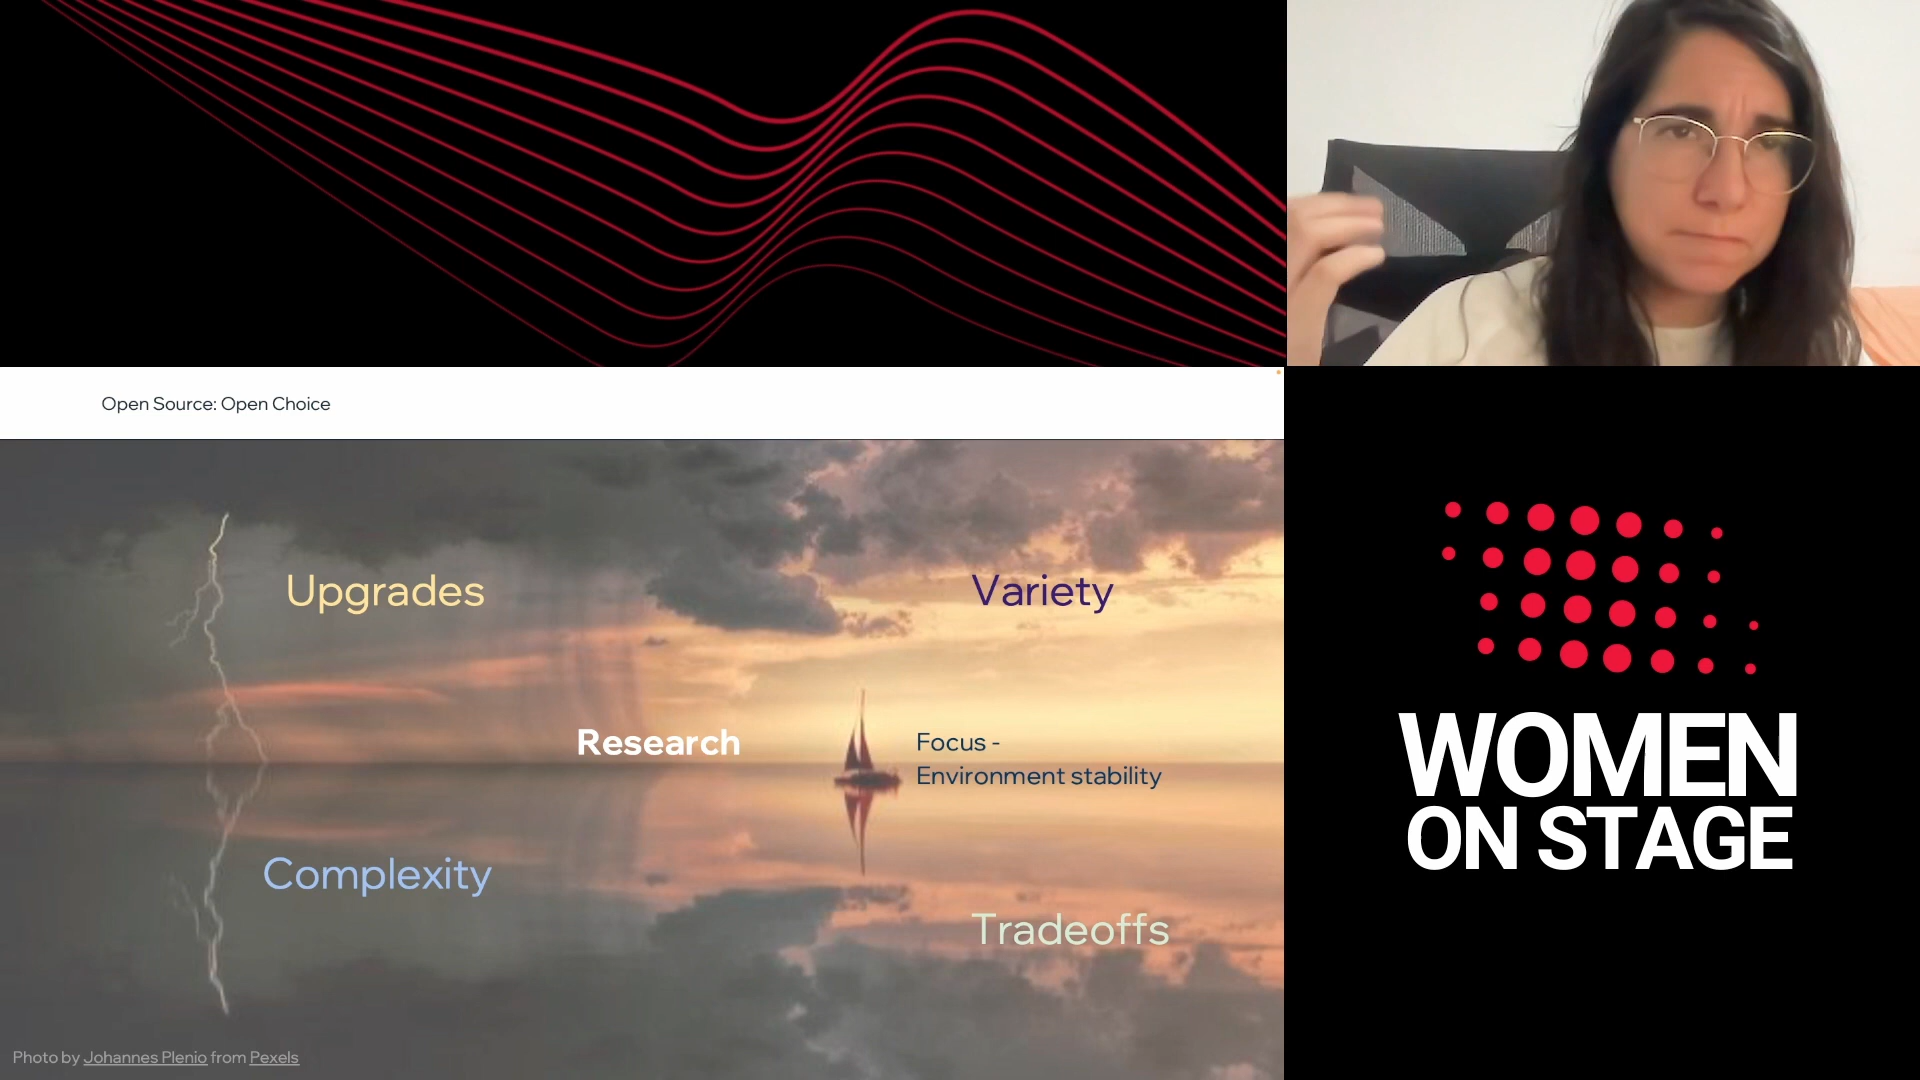 Open Source: Open Choice
Upgrades
Variety
Research
Focus -
Environment stability
Complexity
Tradeoffs
Photo by Johannes Plenio from Pexels
WOMEN
ON STAGE